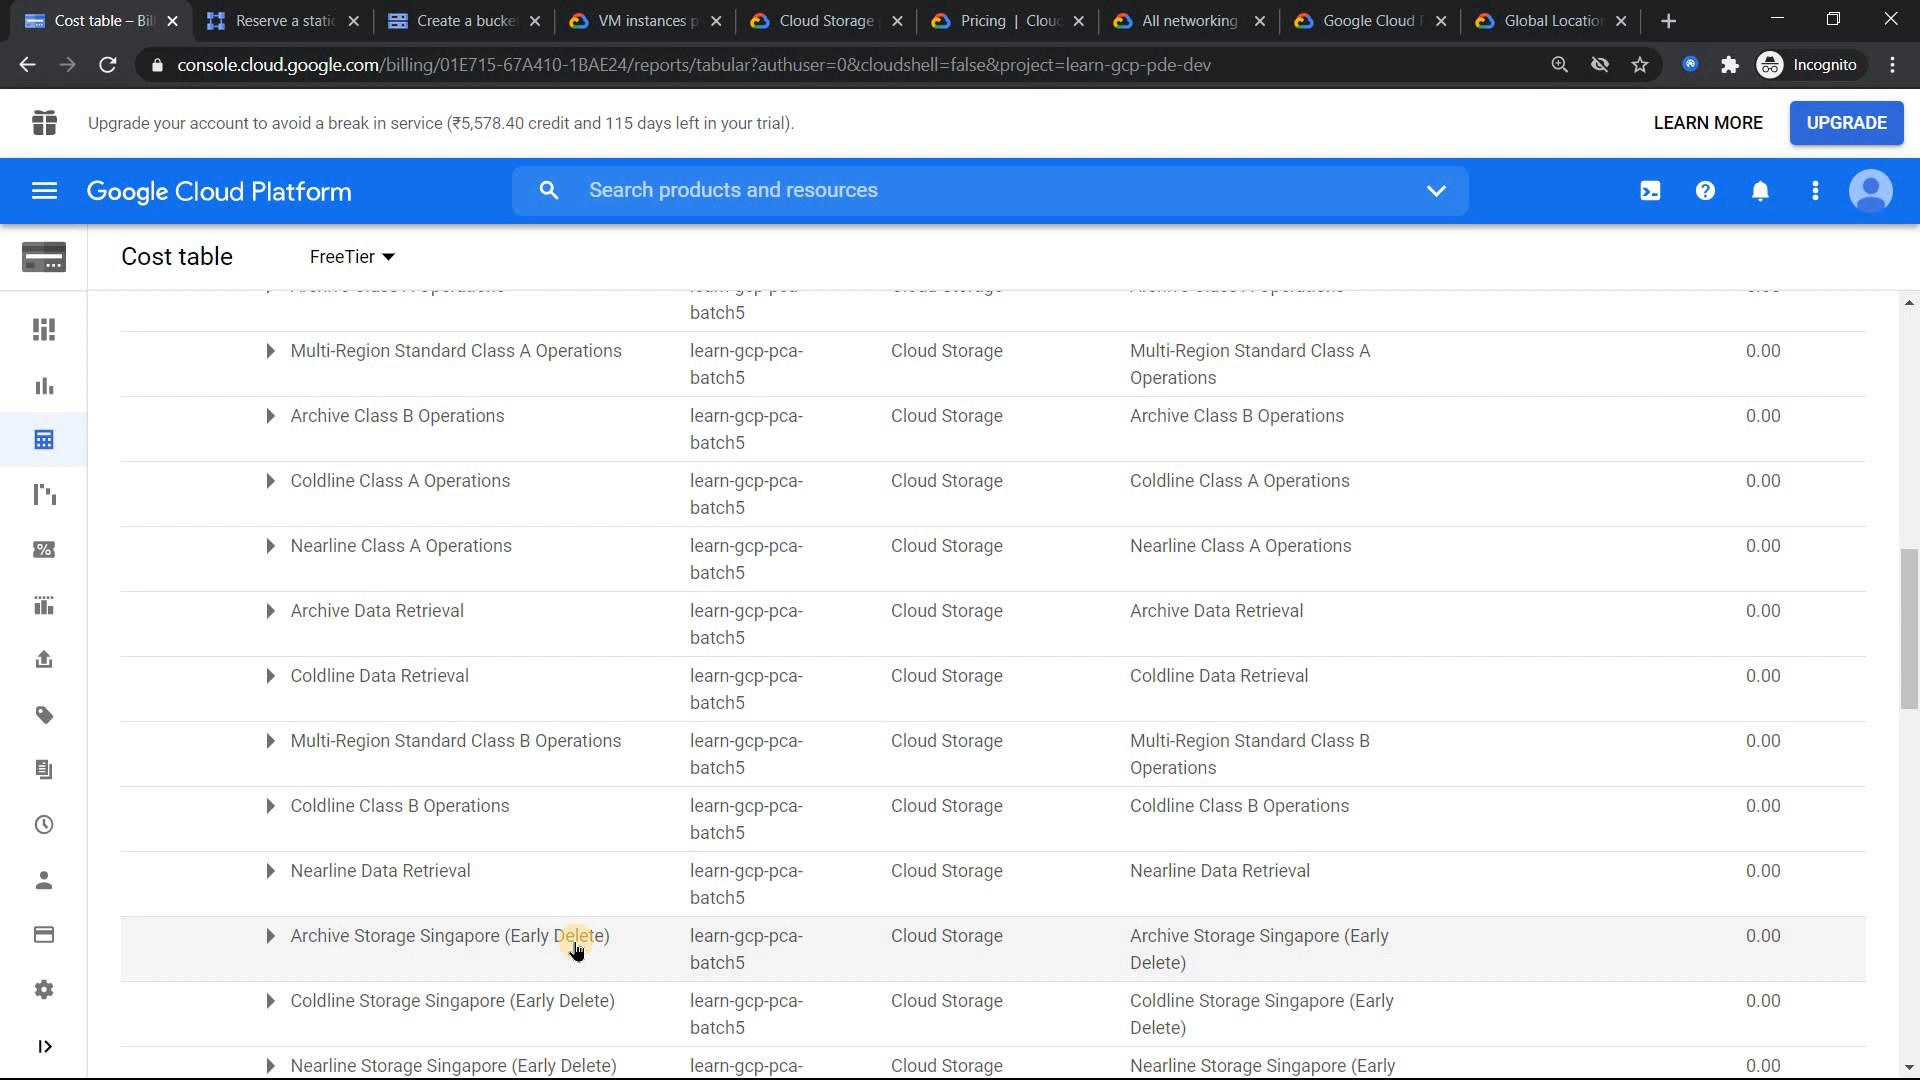 Cost table – Bil
Reserve a static
Create a bucket
VM instances p
Cloud Storage
Pricing | Cloud
All networking
Google Cloud
Global Location
console.cloud.google.com/billing/01E715-67A410-1BAE24/reports/tabular?authuser=0&cloudshell=false&project=learn-gcp-pde-dev
Incognito
Upgrade your account to avoid a break in service (₹5,578.40 credit and 115 days left in your trial).
LEARN MORE
UPGRADE
Google Cloud Platform
Search products and resources
Cost table
FreeTier
batch5
Multi-Region Standard Class A Operations
learn-gcp-pca-
batch5
Cloud Storage
Multi-Region Standard Class A
Operations
0.00
Archive Class B Operations
learn-gcp-pca-
batch5
Cloud Storage
Archive Class B Operations
0.00
Coldline Class A Operations
learn-gcp-pca-
batch5
Cloud Storage
Coldline Class A Operations
0.00
Nearline Class A Operations
learn-gcp-pca-
batch5
Cloud Storage
Nearline Class A Operations
0.00
Archive Data Retrieval
learn-gcp-pca-
batch5
Cloud Storage
Archive Data Retrieval
0.00
Coldline Data Retrieval
learn-gcp-pca-
batch5
Cloud Storage
Coldline Data Retrieval
0.00
Multi-Region Standard Class B Operations
learn-gcp-pca-
batch5
Cloud Storage
Multi-Region Standard Class B
Operations
0.00
Coldline Class B Operations
learn-gcp-pca-
batch5
Cloud Storage
Coldline Class B Operations
0.00
Nearline Data Retrieval
learn-gcp-pca-
batch5
Cloud Storage
Nearline Data Retrieval
0.00
Archive Storage Singapore (Early Delete)
learn-gcp-pca-
batch5
Cloud Storage
Archive Storage Singapore (Early
Delete)
0.00
Coldline Storage Singapore (Early Delete)
learn-gcp-pca-
batch5
Cloud Storage
Coldline Storage Singapore (Early
Delete)
0.00
Nearline Storage Singapore (Early Delete)
learn-gcp-pca-
Cloud Storage
Nearline Storage Singapore (Early
0.00